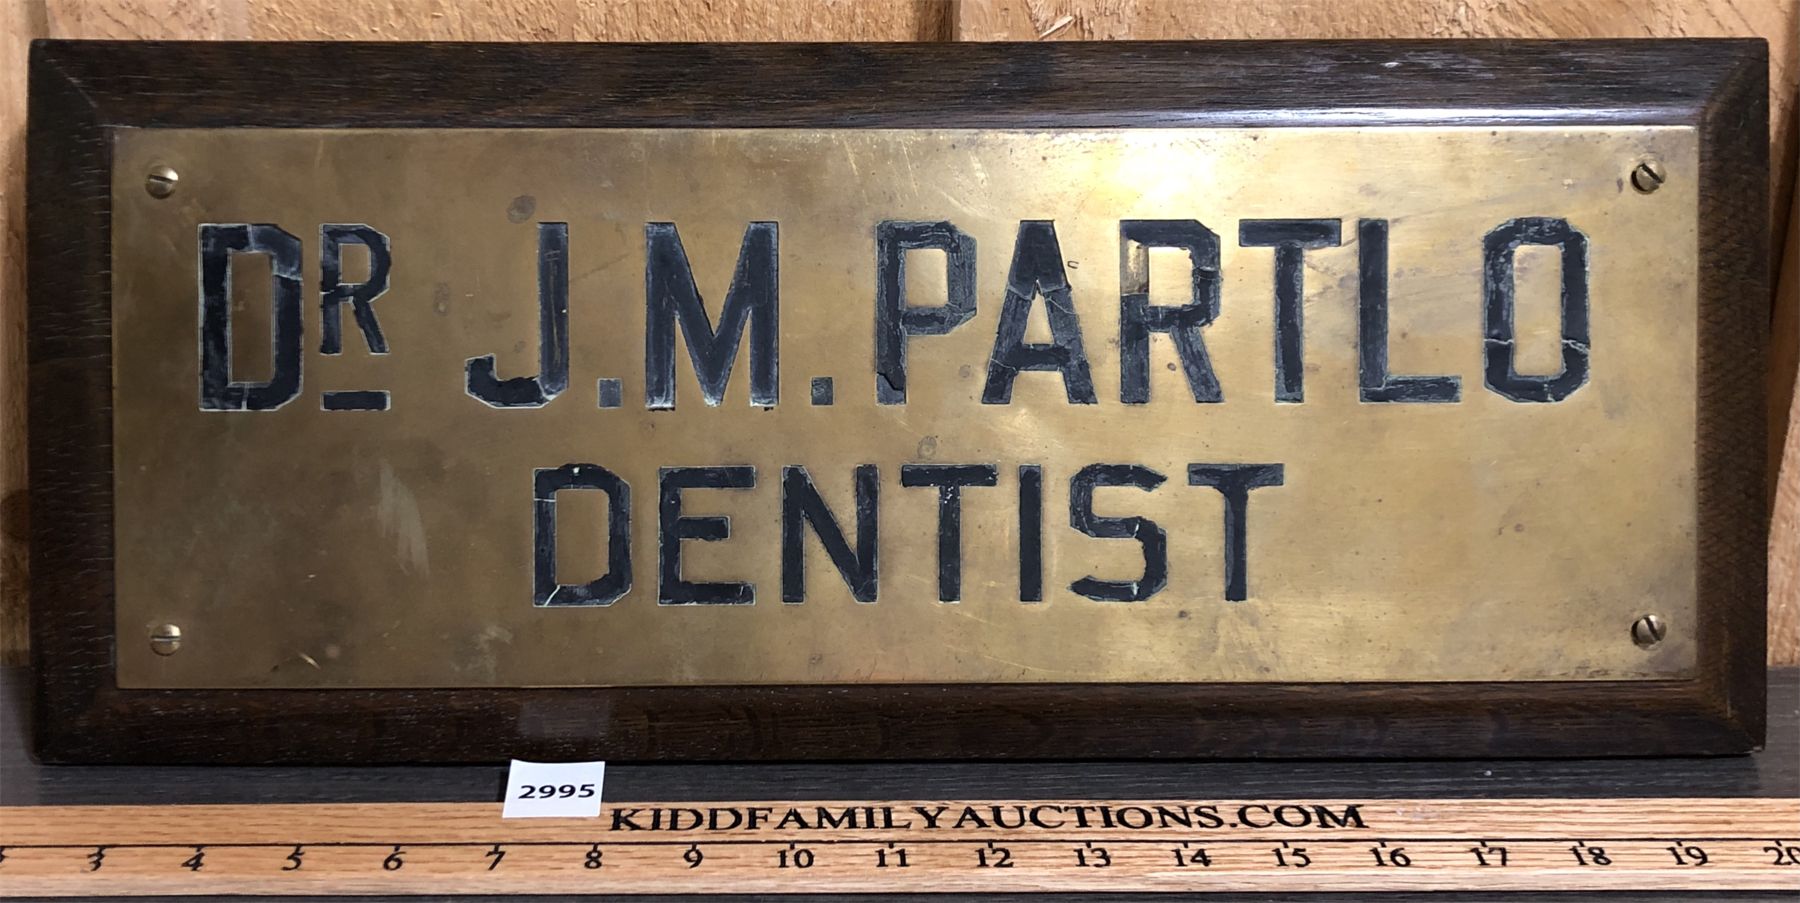 DR J.M. PARTLO
DENTIST
2995
KIDDFAMILYAUCTIONS.COM
3 4 5 6 7 8 9 10 11 12 13 14 15 16 17 18 19 20